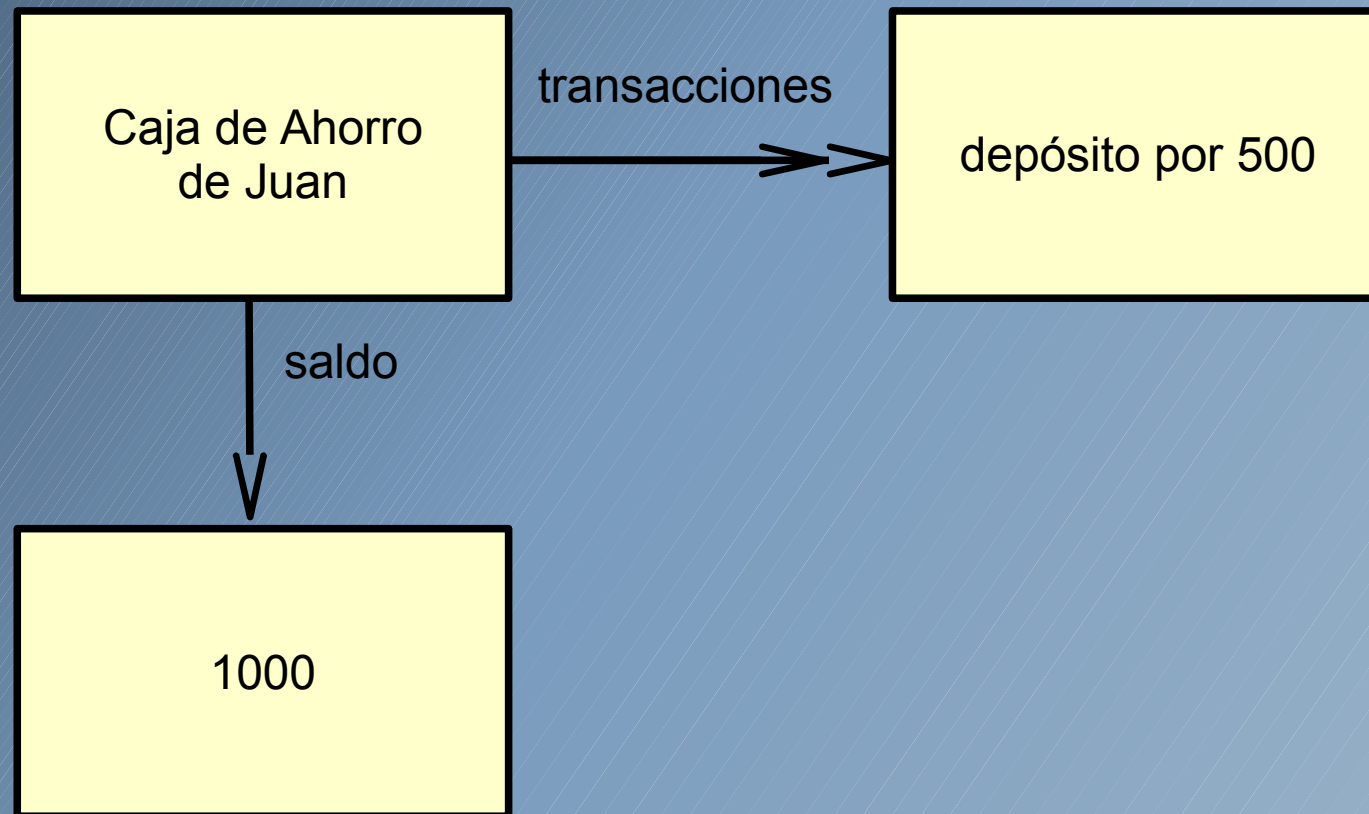 Caja de Ahorro
de Juan
transacciones
depósito por 500
saldo
1000